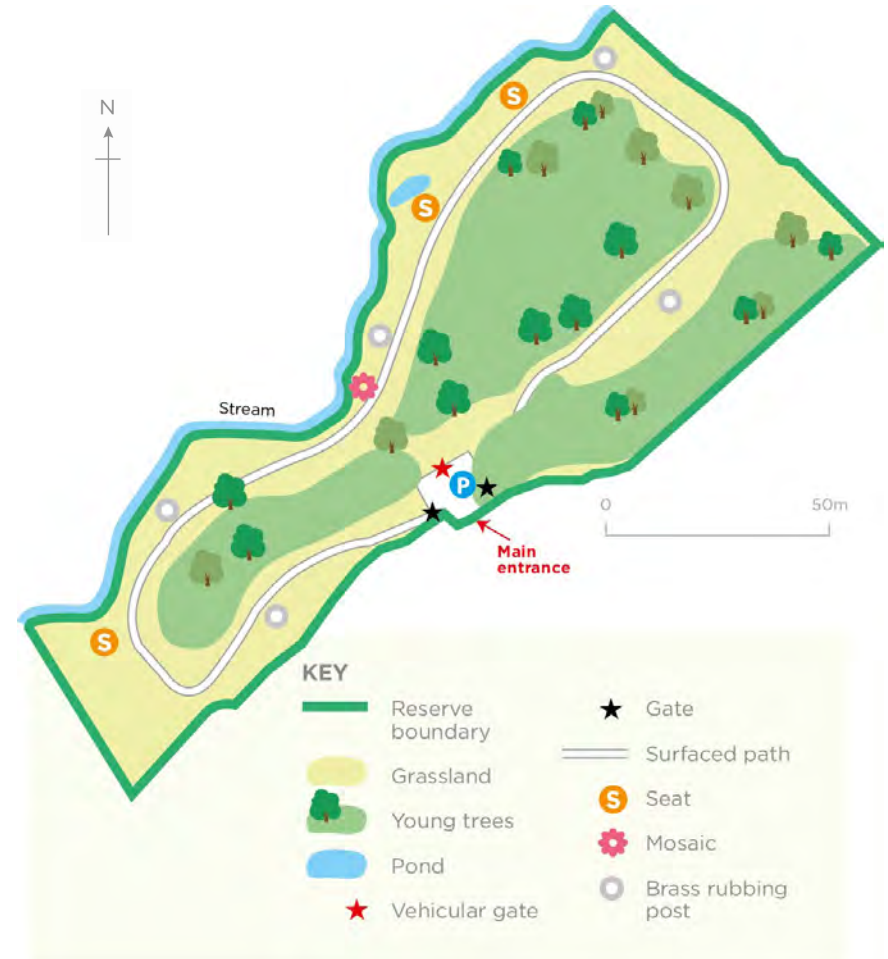 N
S
S
Stream
P
0
50m
Main
entrance
S
KEY
Reserve
boundary
Grassland
Young trees
Pond
Vehicular gate
Gate
Surfaced path
S
Seat
Mosaic
Brass rubbing
post